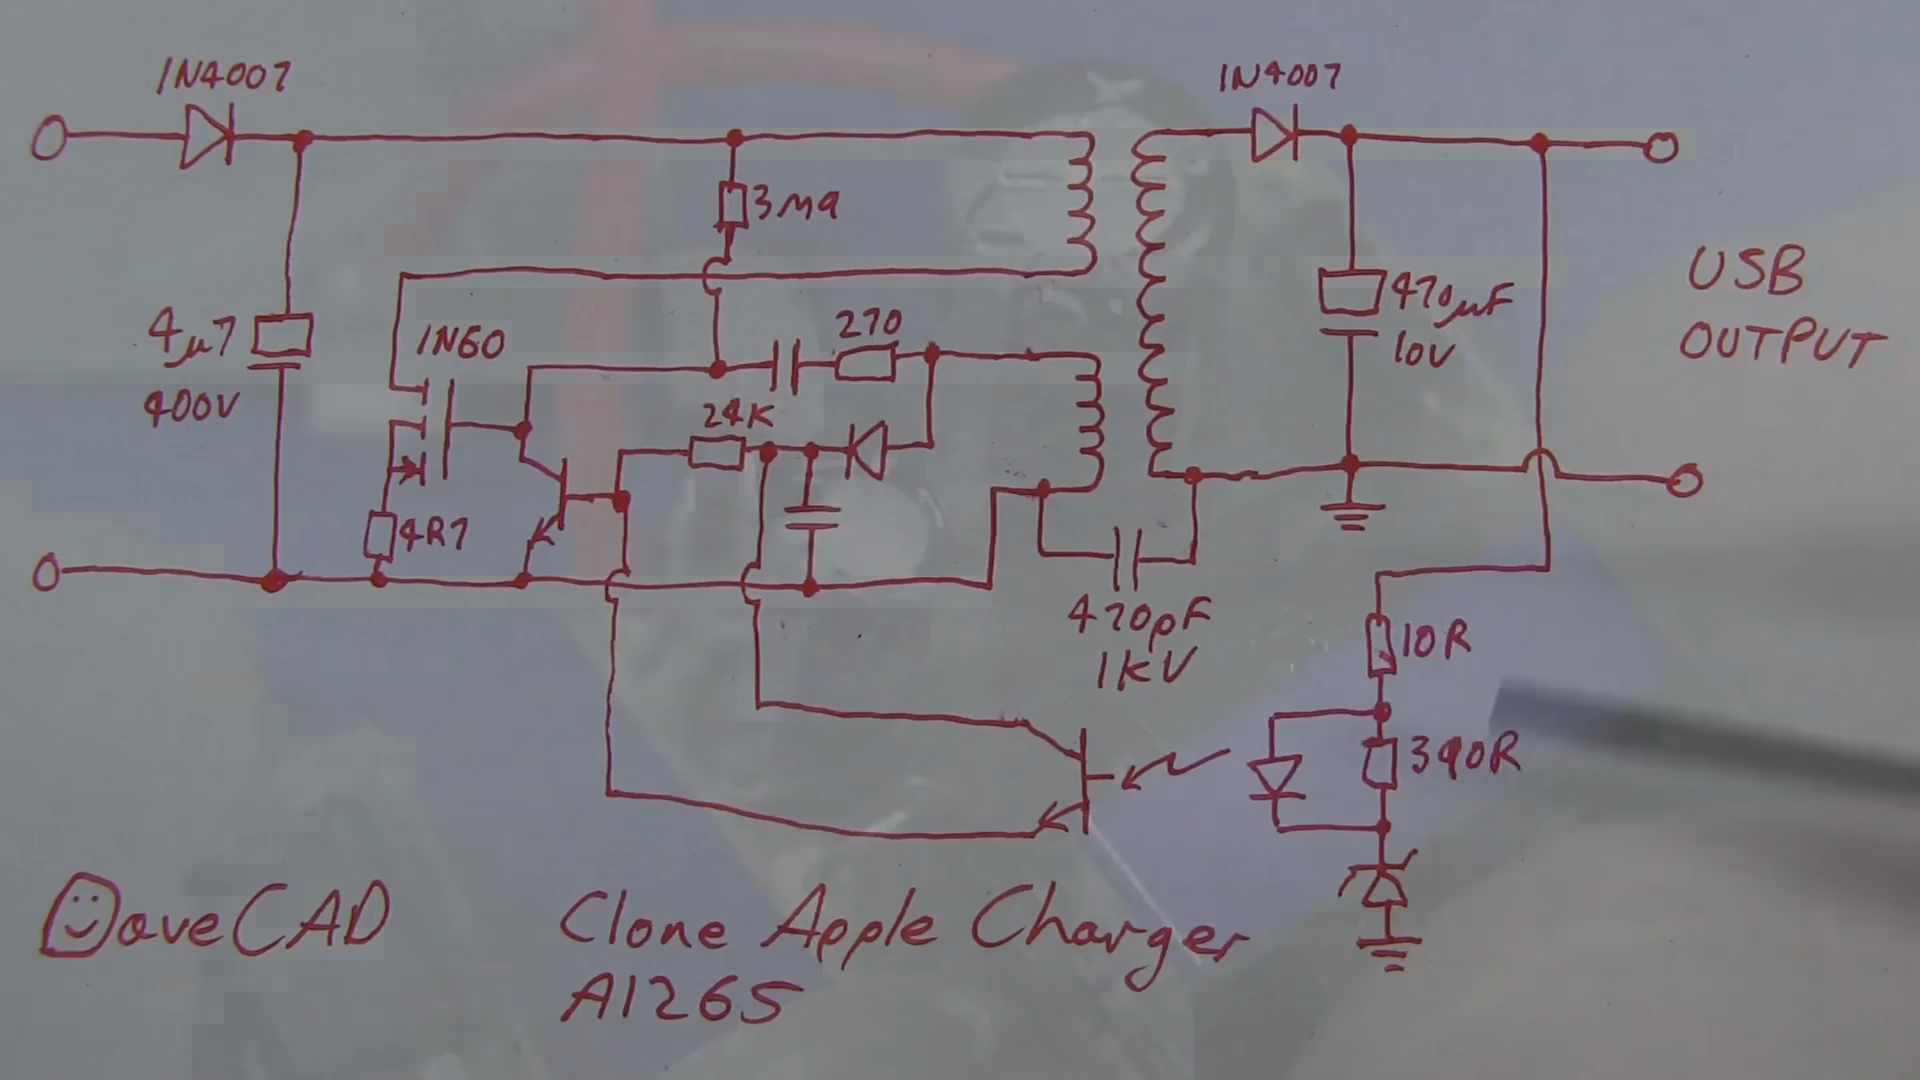 1N4007
1N4007
3M9
USB
OUTPUT
4µ7
400V
1N60
270
470µF
10V
24K
4R7
470pF
1KV
10R
390R
DaveCAD
Clone Apple Charger
A1265